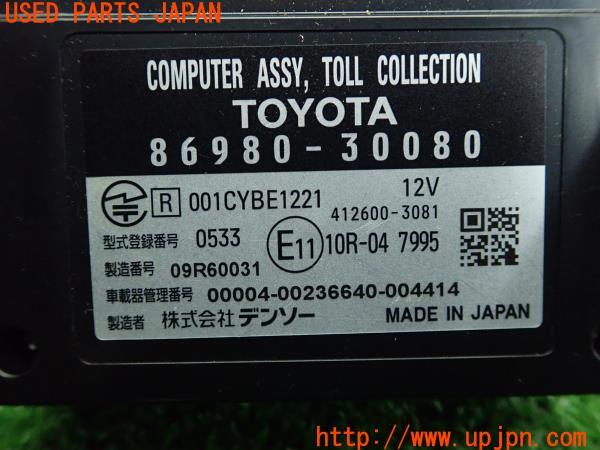 USED PARTS JAPAN
COMPUTER ASSY, TOLL COLLECTION
TOYOTA
86980-30080
R 001CYBE1221 12V
412600-3081
型式登録番号 0533 E11 10R-04 7995
製造番号 09R60031
車載器管理番号 00004-00236640-004414
製造者 株式会社デンソー MADE IN JAPAN
http://www.upjpn.com